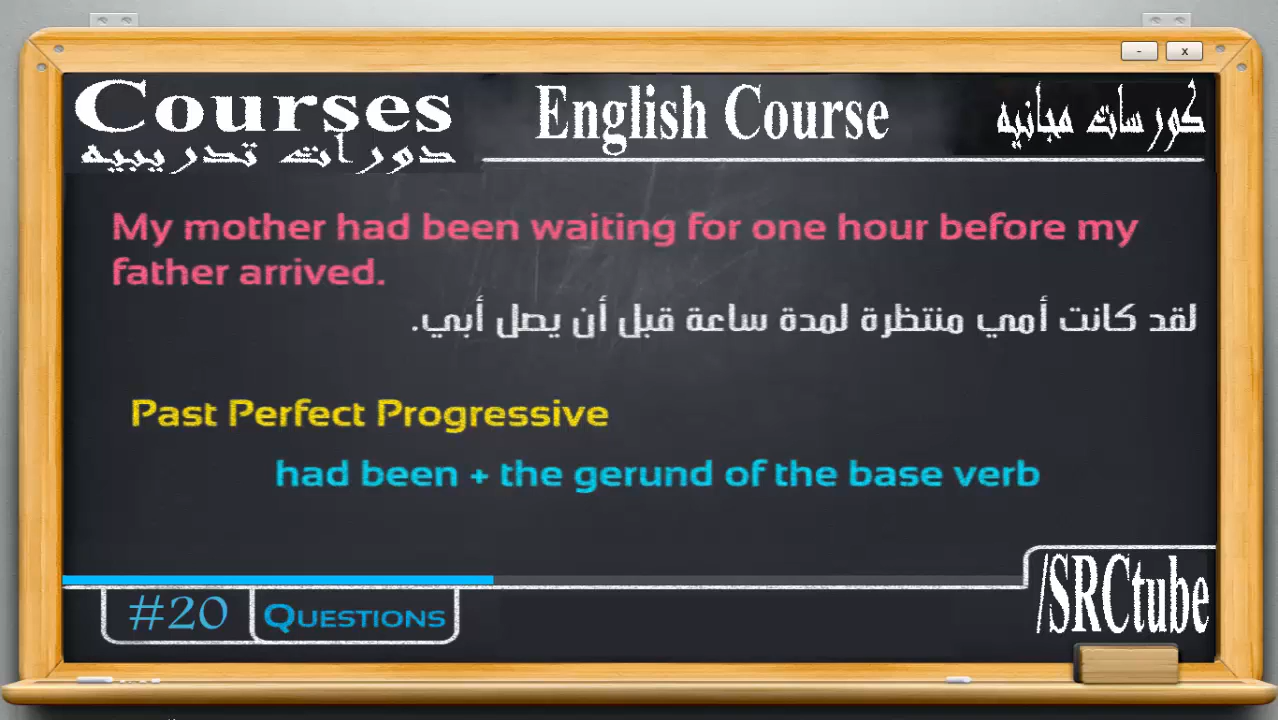 - x
Courses
English Course
كورسات مجانيه
دورات تدريبيه
My mother had been waiting for one hour before my
father arrived.
لقد كانت أمي منتظرة لمدة ساعة قبل أن يصل أبي.
Past Perfect Progressive
had been + the gerund of the base verb
#20 QUESTIONS
/SRCtube